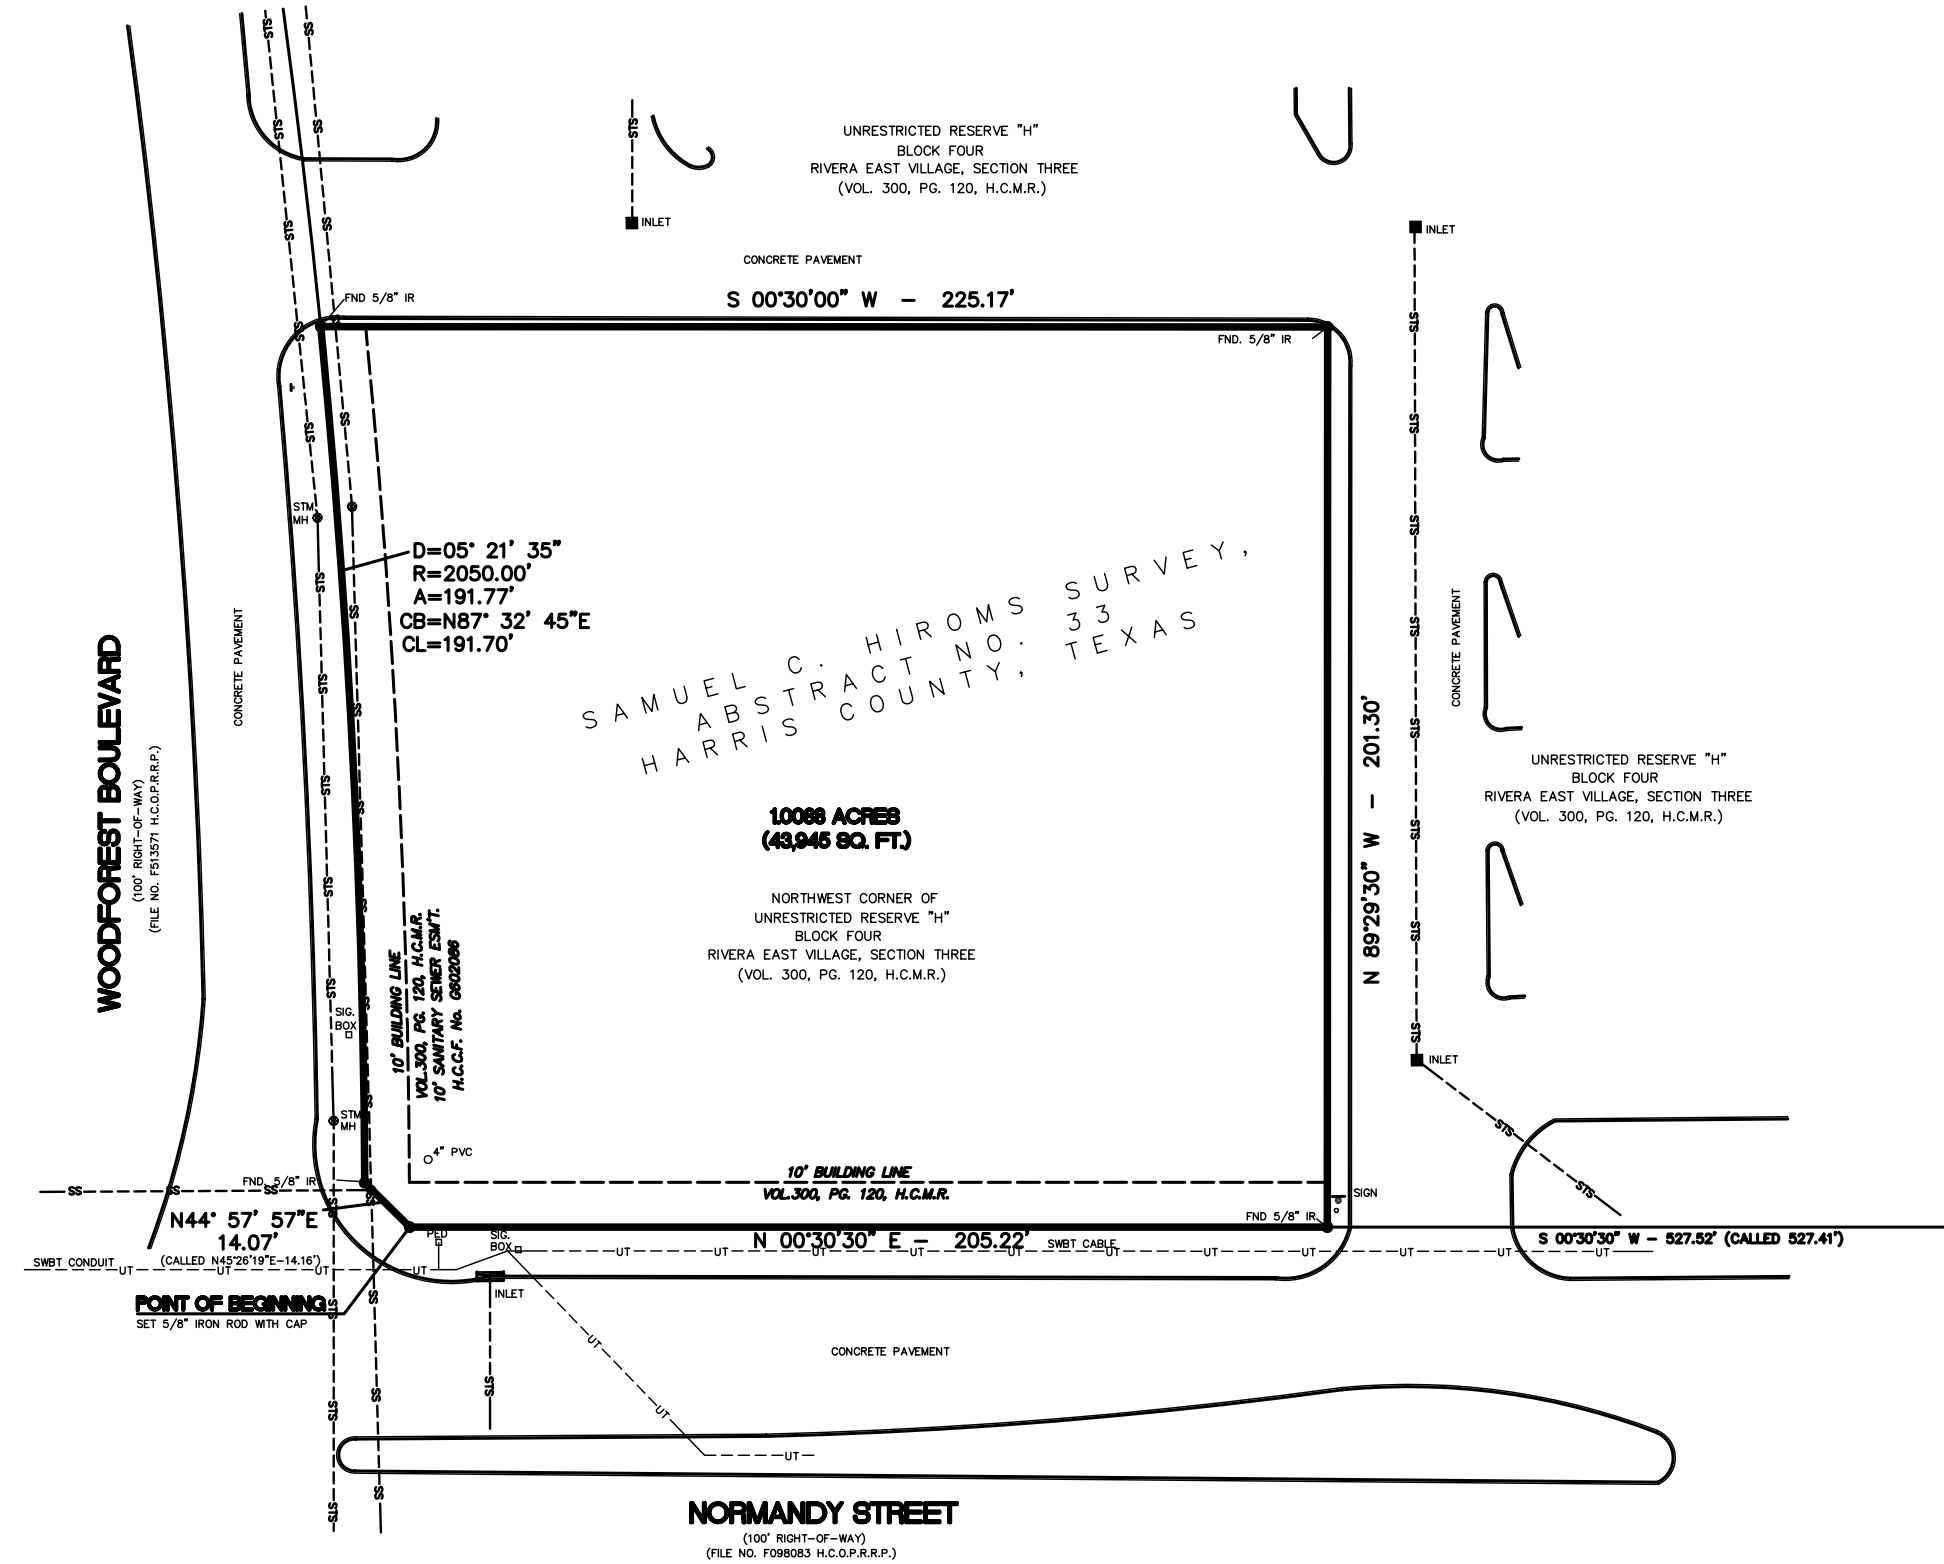 UNRESTRICTED RESERVE "H"
BLOCK FOUR
RIVERA EAST VILLAGE, SECTION THREE
(VOL. 300, PG. 120, H.C.M.R.)
INLET
INLET
CONCRETE PAVEMENT
FND 5/8" IR
S 00°30'00" W - 225.17'
FND. 5/8" IR
STM
MH
D=05° 21' 35"
R=2050.00'
A=191.77'
CB=N87° 32' 45"E
CL=191.70'
SAMUEL C. HIROMS SURVEY,
ABSTRACT NO. 33
HARRIS COUNTY, TEXAS
WOODFOREST BOULEVARD
(100' RIGHT-OF-WAY)
(FILE NO. F513571 H.C.O.P.R.R.P.)
CONCRETE PAVEMENT
1.0088 ACRES
(43,945 SQ. FT.)
NORTHWEST CORNER OF
UNRESTRICTED RESERVE "H"
BLOCK FOUR
RIVERA EAST VILLAGE, SECTION THREE
(VOL. 300, PG. 120, H.C.M.R.)
N 89°29'30" W - 201.30'
CONCRETE PAVEMENT
UNRESTRICTED RESERVE "H"
BLOCK FOUR
RIVERA EAST VILLAGE, SECTION THREE
(VOL. 300, PG. 120, H.C.M.R.)
10' BUILDING LINE
VOL.300, PG. 120, H.C.M.R.
10' SANITARY SEWER ESM'T.
H.C.C.F. No. G602086
SIG.
BOX
STM
MH
INLET
4" PVC
10' BUILDING LINE
VOL.300, PG. 120, H.C.M.R.
FND. 5/8" IR
SIGN
FND 5/8" IR
N44° 57' 57"E
14.07'
(CALLED N45°26'19"E-14.16')
SWBT CONDUIT
PED
SIG.
BOX
N 00°30'30" E - 205.22'
SWBT CABLE
S 00°30'30" W - 527.52' (CALLED 527.41')
POINT OF BEGINNING
SET 5/8" IRON ROD WITH CAP
INLET
CONCRETE PAVEMENT
NORMANDY STREET
(100' RIGHT-OF-WAY)
(FILE NO. F098083 H.C.O.P.R.R.P.)